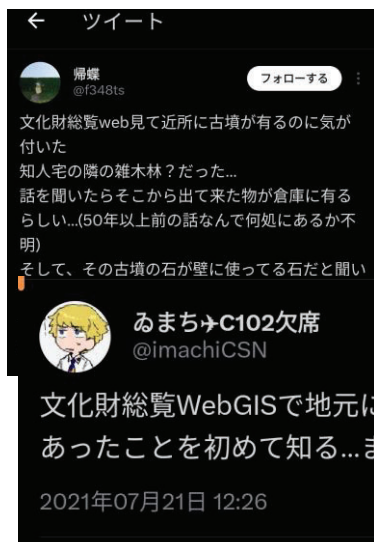 ← ツイート
帰蝶
@f348ts
フォローする
文化財総覧web見て近所に古墳が有るのに気が
付いた
知人宅の隣の雑木林？だった...
話を聞いたらそこから出て来た物が倉庫に有る
らしい...(50年以上前の話なんで何処にあるか不
明)
そして、その古墳の石が壁に使ってる石だと聞い
ゐまち✈C102欠席
@imachiCSN
文化財総覧WebGISで地元に
あったことを初めて知る...ま
2021年07月21日 12:26